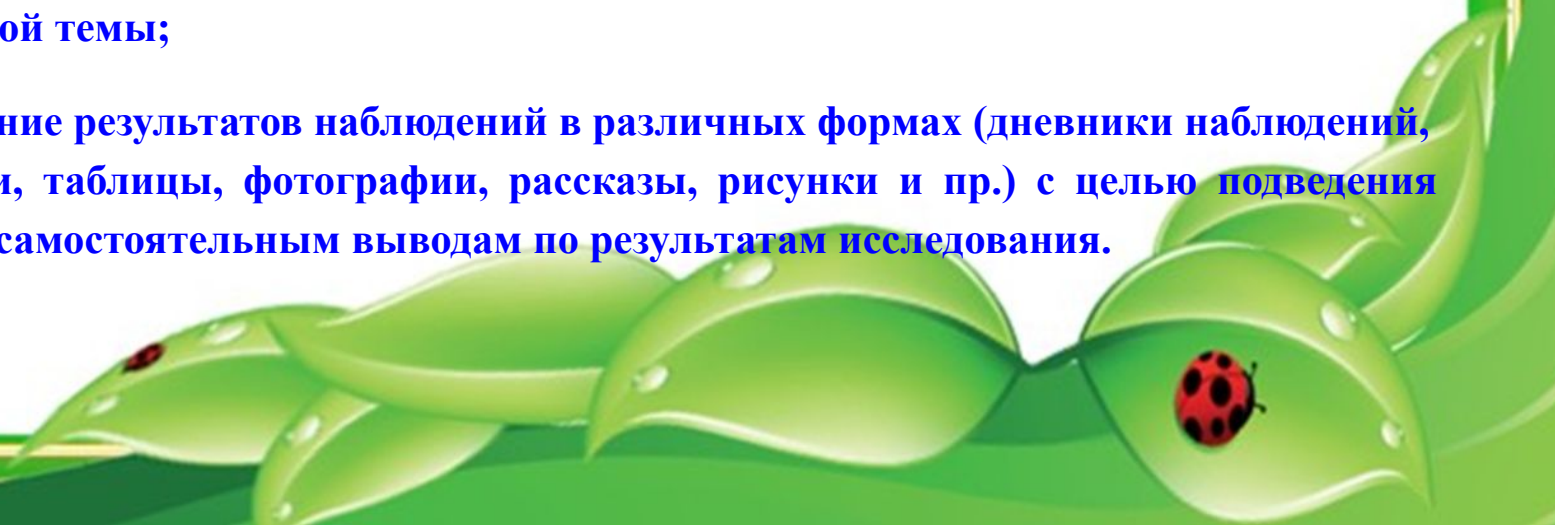 ой темы;
ние результатов наблюдений в различных формах (дневники наблюдений,
и, таблицы, фотографии, рассказы, рисунки и пр.) с целью подведения
самостоятельным выводам по результатам исследования.